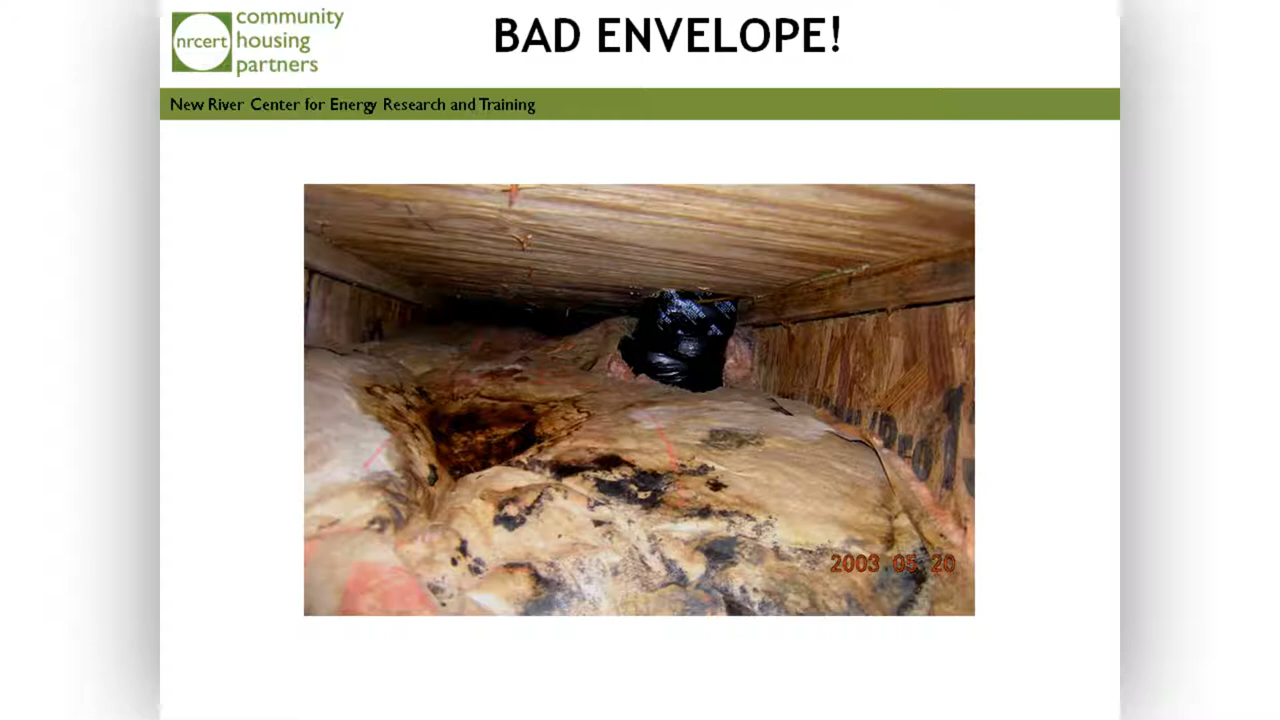 community
nrcert
housing
partners
BAD ENVELOPE!
New River Center for Energy Research and Training
2003 05 20